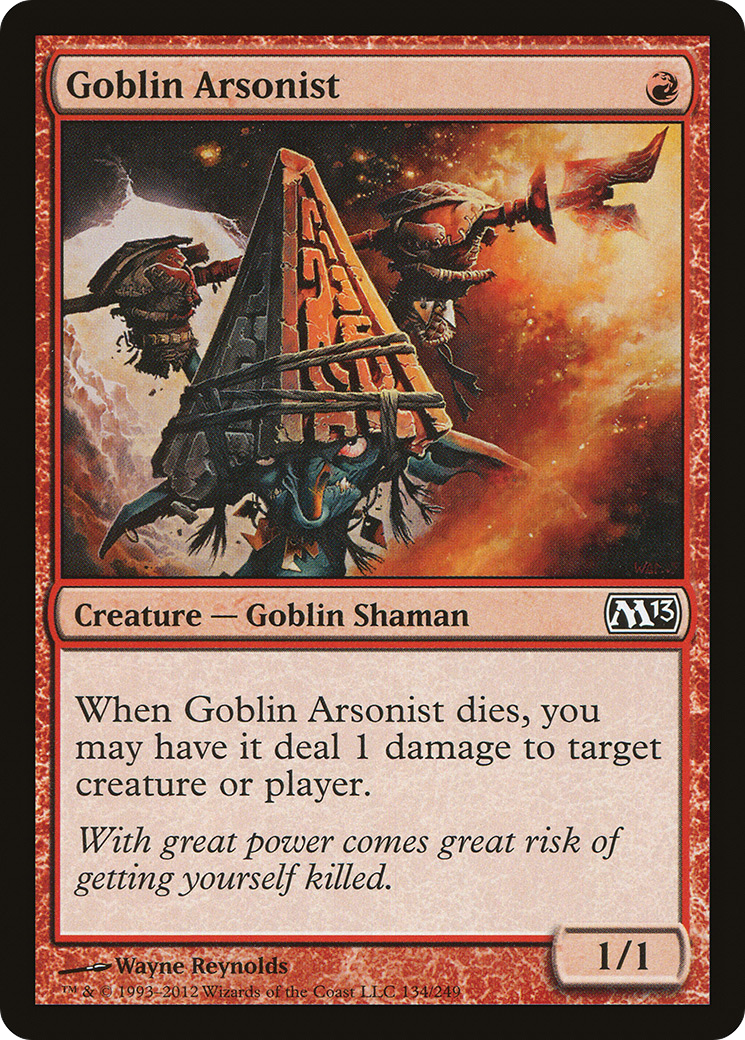 Goblin Arsonist
Creature — Goblin Shaman
M13
When Goblin Arsonist dies, you
may have it deal 1 damage to target
creature or player.
With great power comes great risk of
getting yourself killed.
1/1
Wayne Reynolds
™ & © 1993–2012 Wizards of the Coast LLC 134/249